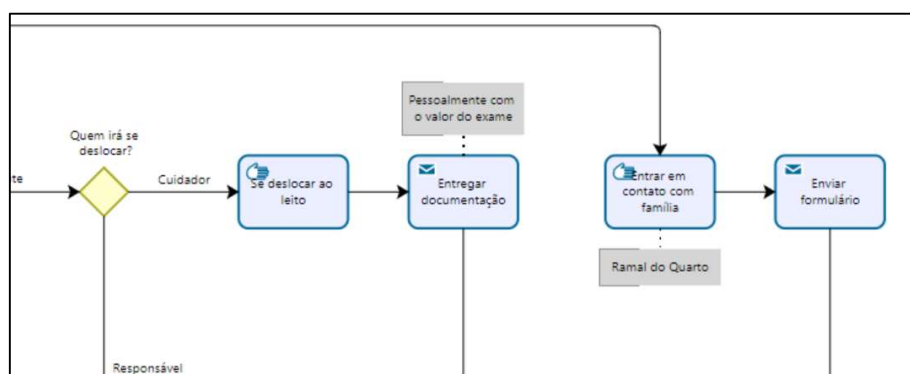 Pessoalmente com
o valor do exame
Quem irá se
deslocar?
te
Cuidador
Se deslocar ao
leito
Entregar
documentação
Entrar em
contato com
família
Enviar
formulário
Ramal do Quarto
Responsável